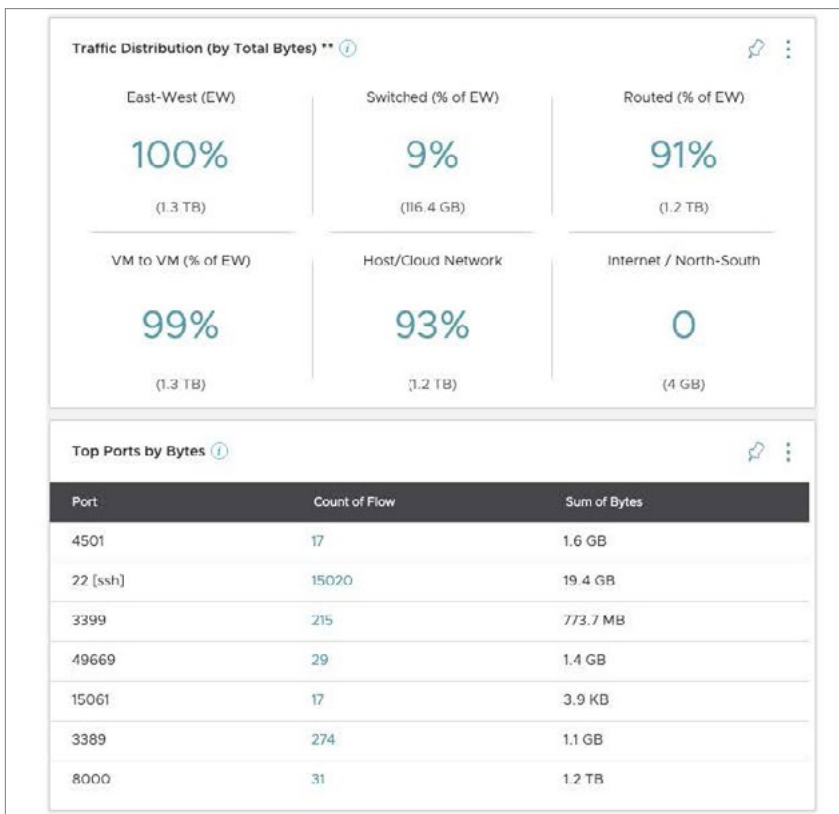 Traffic Distribution (by Total Bytes) ** i
East-West (EW) Switched (% of EW) Routed (% of EW)
100% 9% 91%
(1.3 TB) (116.4 GB) (1.2 TB)
VM to VM (% of EW) Host/Cloud Network Internet / North-South
99% 93% 0
(1.3 TB) (1.2 TB) (4 GB)
Top Ports by Bytes i
Port Count of Flow Sum of Bytes
4501 17 1.6 GB
22 [ssh] 15020 19.4 GB
3399 215 773.7 MB
49669 29 1.4 GB
15061 17 3.9 KB
3389 274 1.1 GB
8000 31 1.2 TB